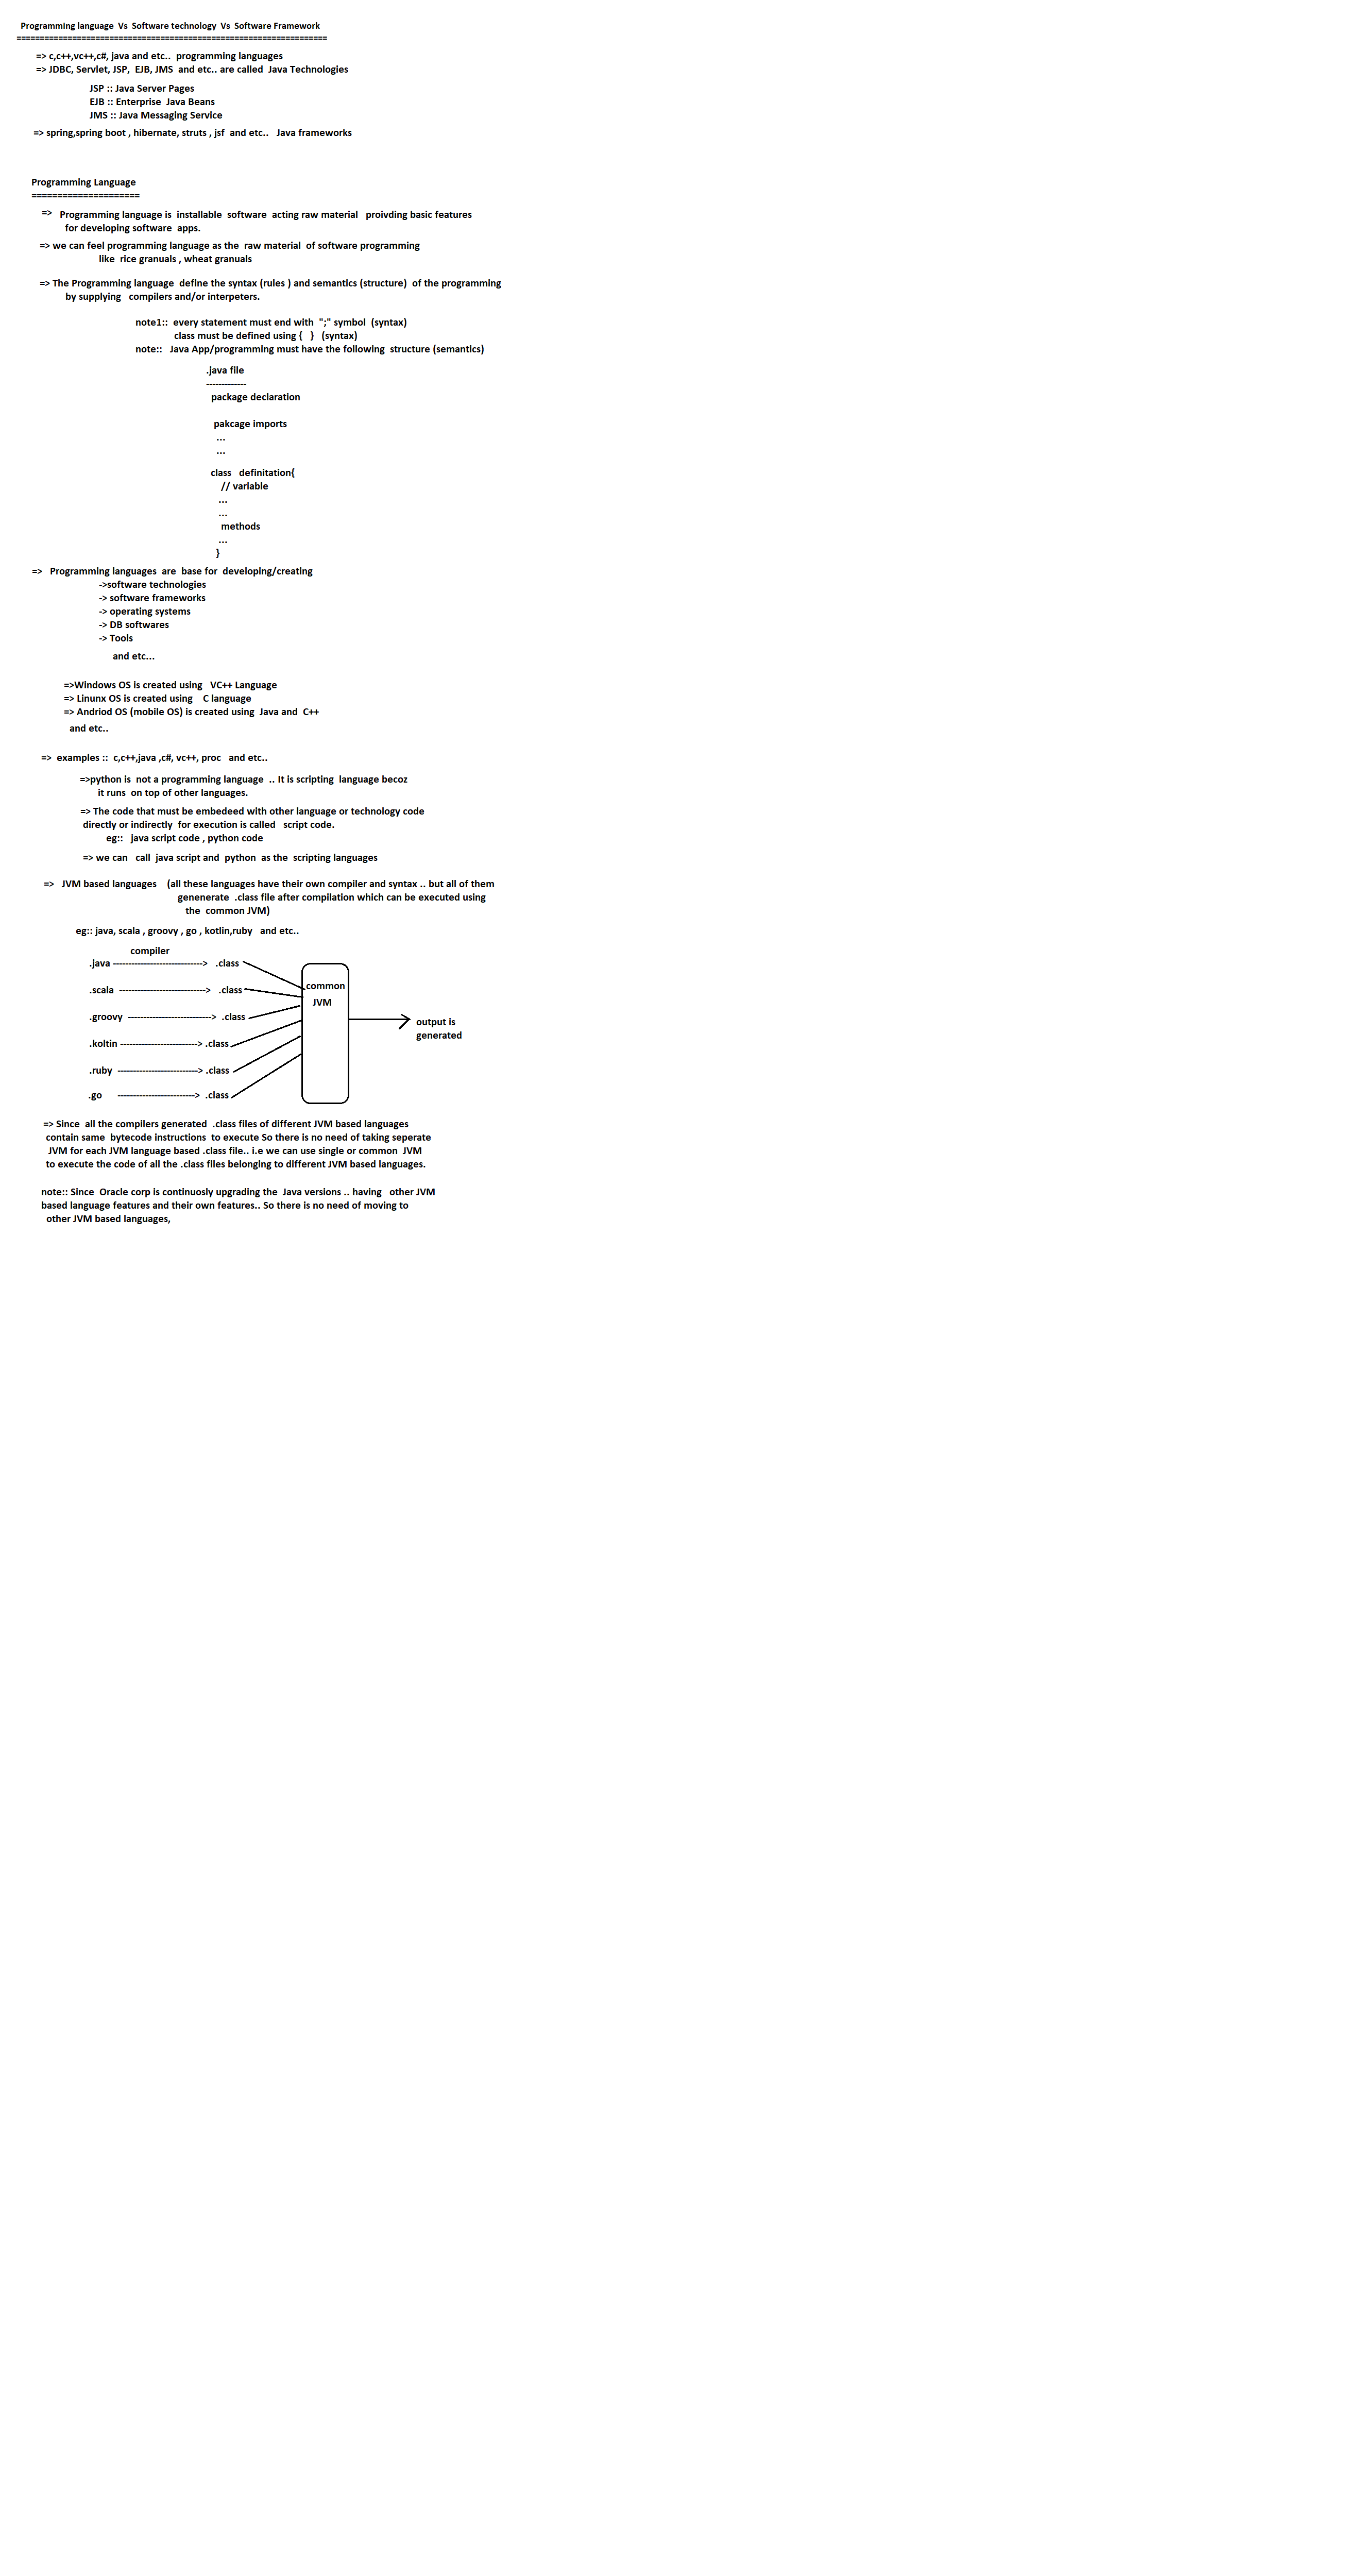 Programming language Vs Software technology Vs Software Framework
===================================================================
=> c,c++,vc++,c#, java and etc.. programming languages
=> JDBC, Servlet, JSP, EJB, JMS and etc.. are called Java Technologies
JSP :: Java Server Pages
EJB :: Enterprise Java Beans
JMS :: Java Messaging Service
=> spring,spring boot , hibernate, struts , jsf and etc.. Java frameworks
Programming Language
=====================
=> Programming language is installable software acting raw material proivding basic features
for developing software apps.
=> we can feel programming language as the raw material of software programming
like rice granuals , wheat granuals
=> The Programming language define the syntax (rules ) and semantics (structure) of the programming
by supplying compilers and/or interpeters.
note1:: every statement must end with ";" symbol (syntax)
class must be defined using { } (syntax)
note:: Java App/programming must have the following structure (semantics)
.java file
-------------
package declaration
pakcage imports
...
...
class definitation{
// variable
...
...
methods
...
}
=> Programming languages are base for developing/creating
->software technologies
-> software frameworks
-> operating systems
-> DB softwares
-> Tools
and etc...
=>Windows OS is created using VC++ Language
=> Linunx OS is created using C language
=> Andriod OS (mobile OS) is created using Java and C++
and etc..
=> examples :: c,c++,java ,c#, vc++, proc and etc..
=>python is not a programming language .. It is scripting language becoz
it runs on top of other languages.
=> The code that must be embedeed with other language or technology code
directly or indirectly for execution is called script code.
eg:: java script code , python code
=> we can call java script and python as the scripting languages
=> JVM based languages (all these languages have their own compiler and syntax .. but all of them
genenerate .class file after compilation which can be executed using
the common JVM)
eg:: java, scala , groovy , go , kotlin,ruby and etc..
compiler
.java -----------------------------> .class
.scala ----------------------------> .class
common
JVM
.groovy ---------------------------> .class
output is
generated
.koltin -------------------------> .class
.ruby --------------------------> .class
.go -------------------------> .class
=> Since all the compilers generated .class files of different JVM based languages
contain same bytecode instructions to execute So there is no need of taking seperate
JVM for each JVM language based .class file.. i.e we can use single or common JVM
to execute the code of all the .class files belonging to different JVM based languages.
note:: Since Oracle corp is continuosly upgrading the Java versions .. having other JVM
based language features and their own features.. So there is no need of moving to
other JVM based languages,